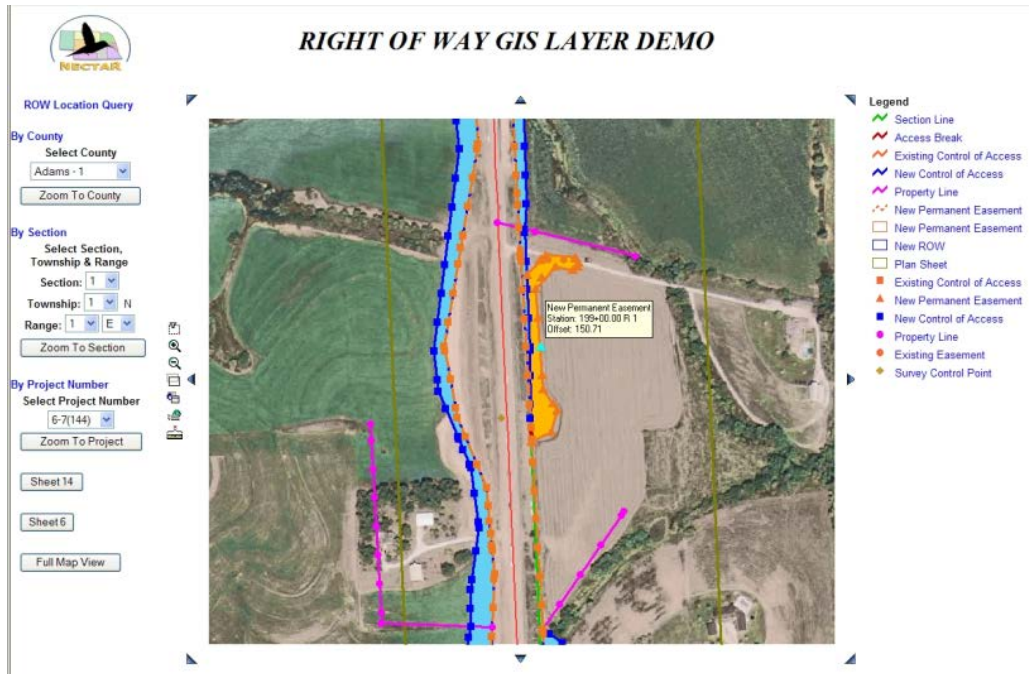 NECTAR
RIGHT OF WAY GIS LAYER DEMO
ROW Location Query
By County
Select County
Adams - 1
Zoom To County
By Section
Select Section,
Township & Range
Section: 1
Township: 1 N
Range: 1 E
Zoom To Section
By Project Number
Select Project Number
6-7(144)
Zoom To Project
Sheet 14
Sheet 6
Full Map View
New Permanent Easement
Station: 199+00.00 R 1
Offset: 150.71
Legend
Section Line
Access Break
Existing Control of Access
New Control of Access
Property Line
New Permanent Easement
New Permanent Easement
New ROW
Plan Sheet
Existing Control of Access
New Permanent Easement
New Control of Access
Property Line
Existing Easement
Survey Control Point